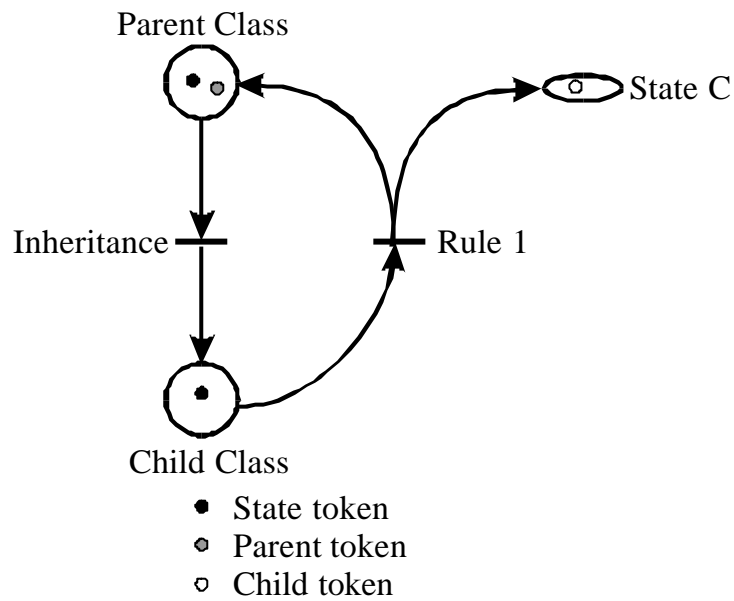 Parent Class
State C
Inheritance
Rule 1
Child Class
State token
Parent token
Child token